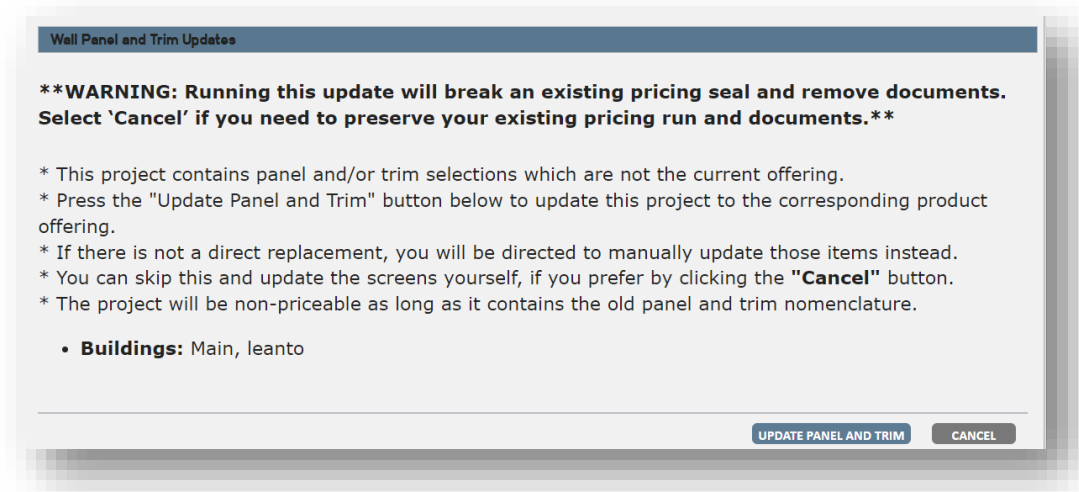 Wall Panel and Trim Updates
**WARNING: Running this update will break an existing pricing seal and remove documents.
Select ‘Cancel’ if you need to preserve your existing pricing run and documents.**
* This project contains panel and/or trim selections which are not the current offering.
* Press the "Update Panel and Trim" button below to update this project to the corresponding product
offering.
* If there is not a direct replacement, you will be directed to manually update those items instead.
* You can skip this and update the screens yourself, if you prefer by clicking the "Cancel" button.
* The project will be non-priceable as long as it contains the old panel and trim nomenclature.
• Buildings: Main, leanto
UPDATE PANEL AND TRIM CANCEL